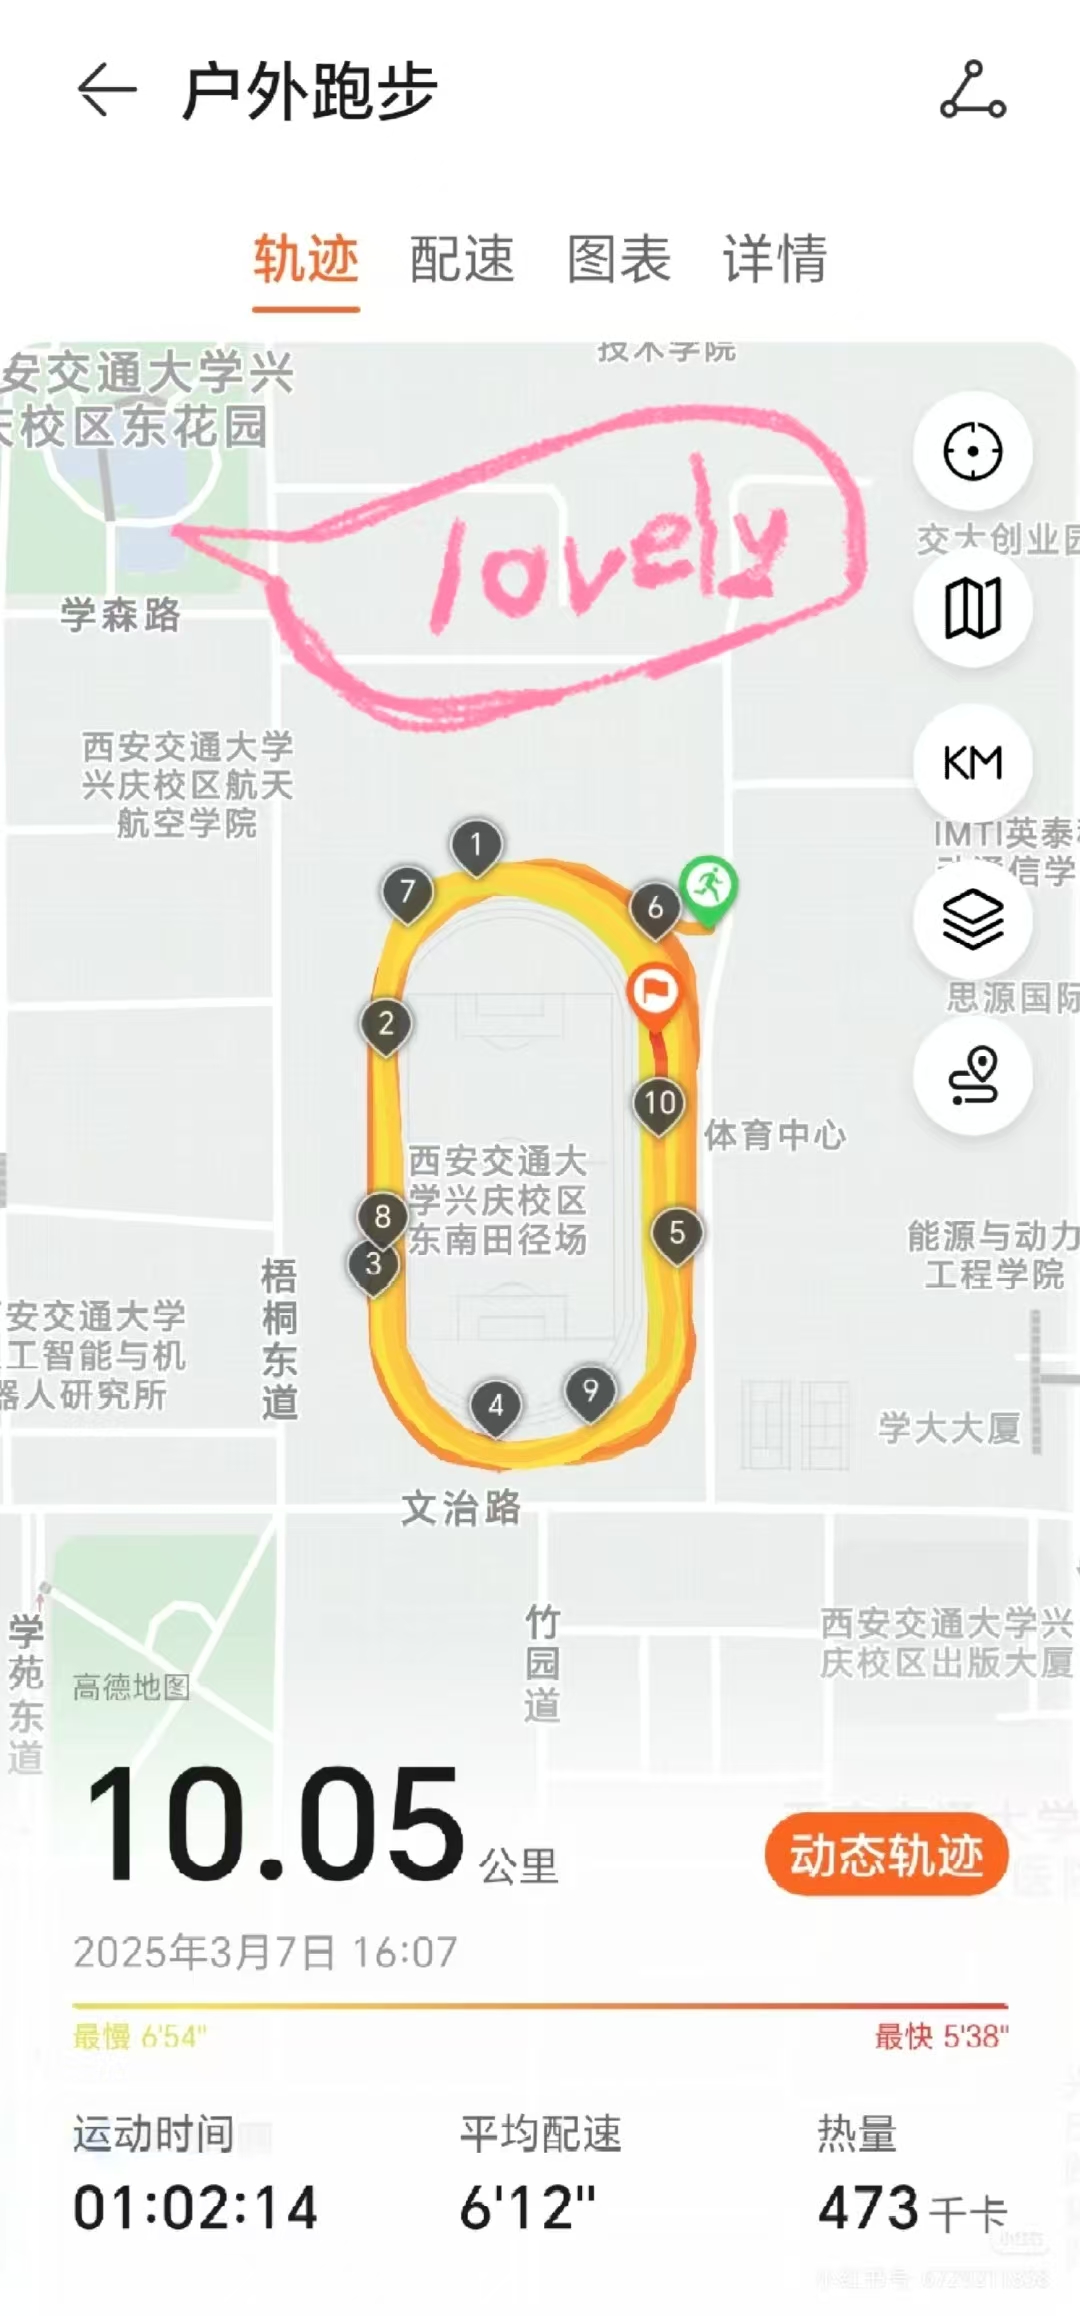 户外跑步
轨迹 配速 图表 详情
技术学院
安交通大学兴
庆校区东花园
lovely
交大创业园
学森路
西安交通大学
兴庆校区航天
航空学院
KM
IMTI英泰
信学
1
7
6
2
思源国际
10
体育中心
西安交通大
学兴庆校区
东南田径场
8
3
5
能源与动力
工程学院
梧桐东道
安交通大学
工智能与机
器人研究所
4
9
学大大厦
文治路
学苑东道
竹园道
西安交通大学兴
庆校区出版大厦
高德地图
10.05公里
动态轨迹
2025年3月7日 16:07
最慢 6'54"
最快 5'38"
运动时间 平均配速 热量
01:02:14 6'12" 473千卡